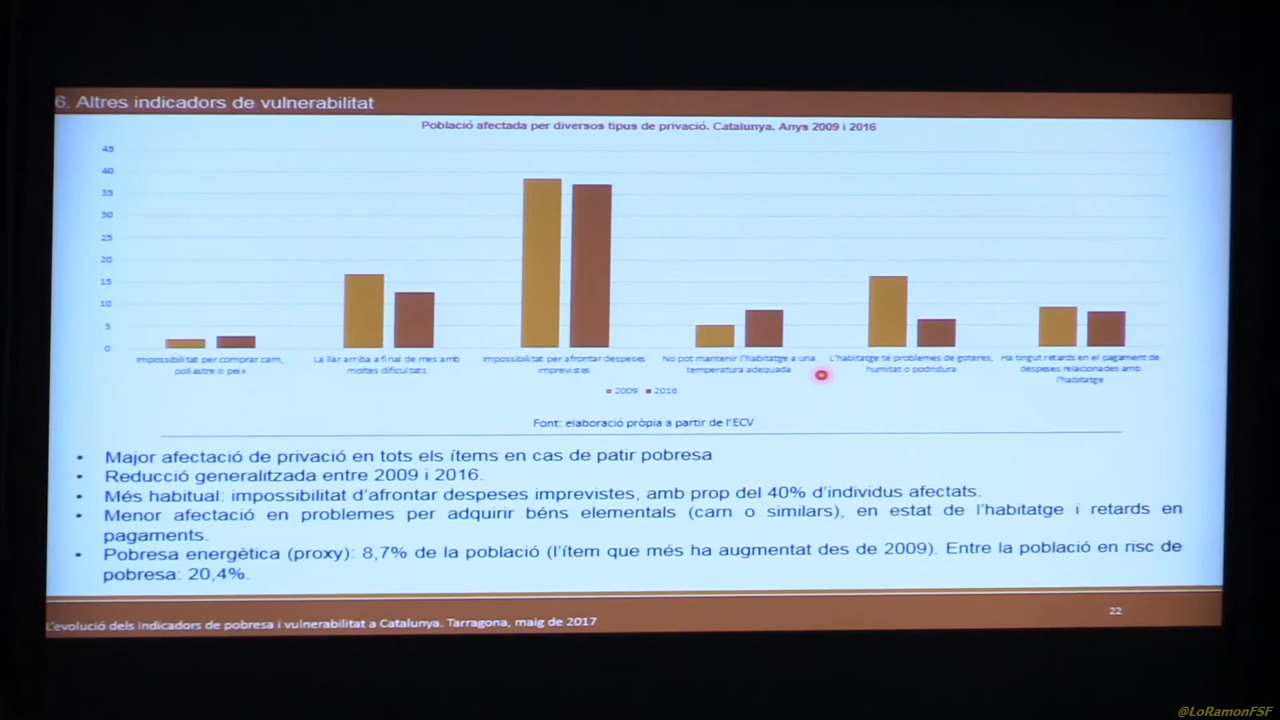 6. Altres indicadors de vulnerabilitat
Població afectada per diversos tipus de privació. Catalunya. Anys 2009 i 2016
45
40
35
30
25
20
15
10
5
0
Impossibilitat per comprar carn,
pollastre o peix
La llar arriba a final de mes amb
moltes dificultats
Impossibilitat per afrontar despeses
imprevistes
No pot mantenir l'habitatge a una
temperatura adequada
L'habitatge té problemes de goteres,
humitat o podridura
Ha tingut retards en el pagament de
despeses relacionades amb
l'habitatge
2009 2016
Font: elaboració pròpia a partir de l'ECV
• Major afectació de privació en tots els ítems en cas de patir pobresa
• Reducció generalitzada entre 2009 i 2016.
• Més habitual: impossibilitat d'afrontar despeses imprevistes, amb prop del 40% d'individus afectats.
• Menor afectació en problemes per adquirir béns elementals (carn o similars), en estat de l'habitatge i retards en
pagaments.
• Pobresa energètica (proxy): 8,7% de la població (l'ítem que més ha augmentat des de 2009). Entre la població en risc de
pobresa: 20,4%.
L'evolució dels indicadors de pobresa i vulnerabilitat a Catalunya. Tarragona, maig de 2017
22
@LoRamonFSF